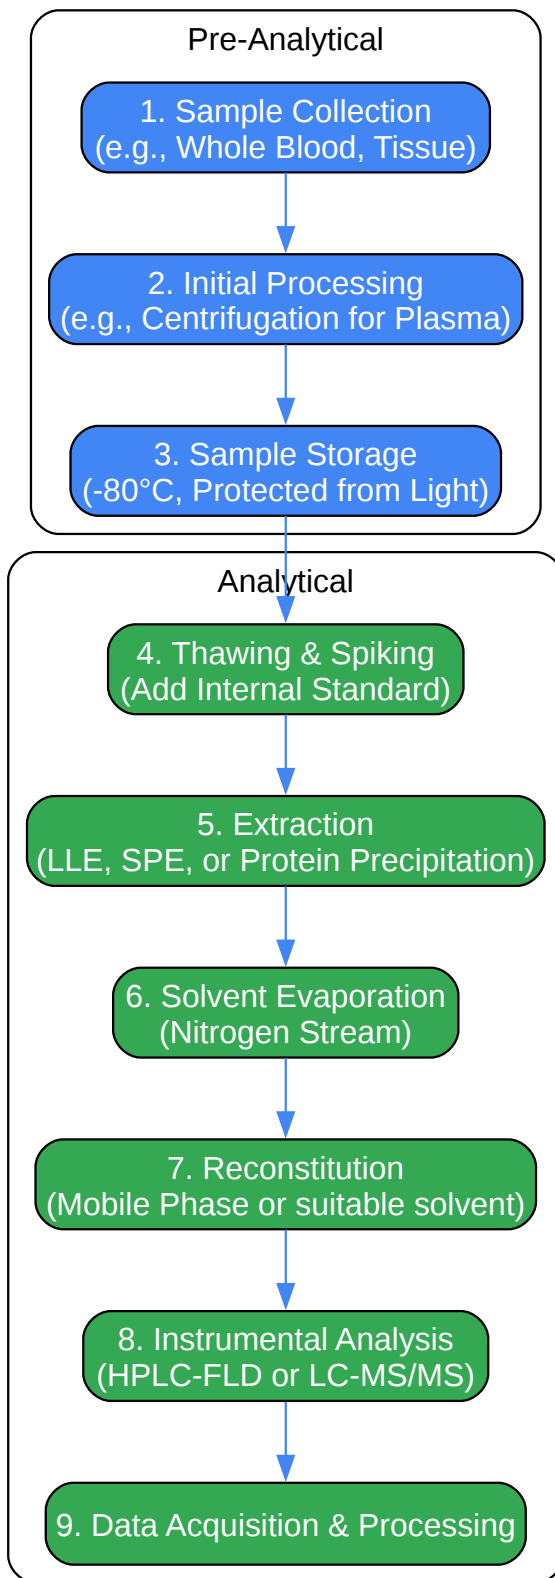 Pre-Analytical
1. Sample Collection
(e.g., Whole Blood, Tissue)
2. Initial Processing
(e.g., Centrifugation for Plasma)
3. Sample Storage
(-80°C, Protected from Light)
Analytical
4. Thawing & Spiking
(Add Internal Standard)
5. Extraction
(LLE, SPE, or Protein Precipitation)
6. Solvent Evaporation
(Nitrogen Stream)
7. Reconstitution
(Mobile Phase or suitable solvent)
8. Instrumental Analysis
(HPLC-FLD or LC-MS/MS)
9. Data Acquisition & Processing